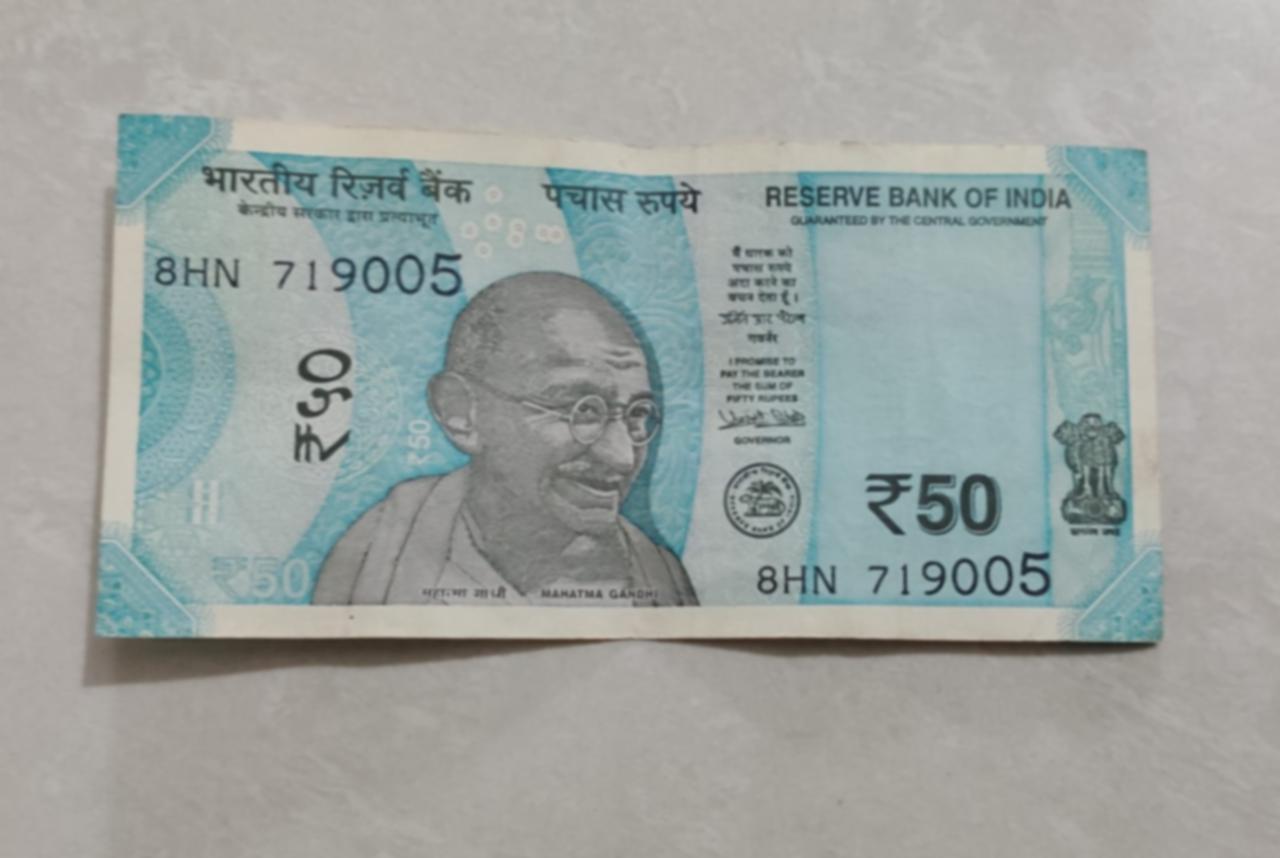 भारतीय रिज़र्व बैंक
केन्द्रीय सरकार द्वारा प्रत्याभूत
पचास रुपये
RESERVE BANK OF INDIA
GUARANTEED BY THE CENTRAL GOVERNMENT
8HN 719005
₹५०
₹50
H
₹50
महात्मा गांधी
MAHATMA GANDHI
मैं धारक को
पचास रुपये
अदा करने का
वचन देता हूँ।
गवर्नर
I PROMISE TO
PAY THE BEARER
THE SUM OF
FIFTY RUPEES
GOVERNOR
₹50
8HN 719005
सत्यमेव जयते